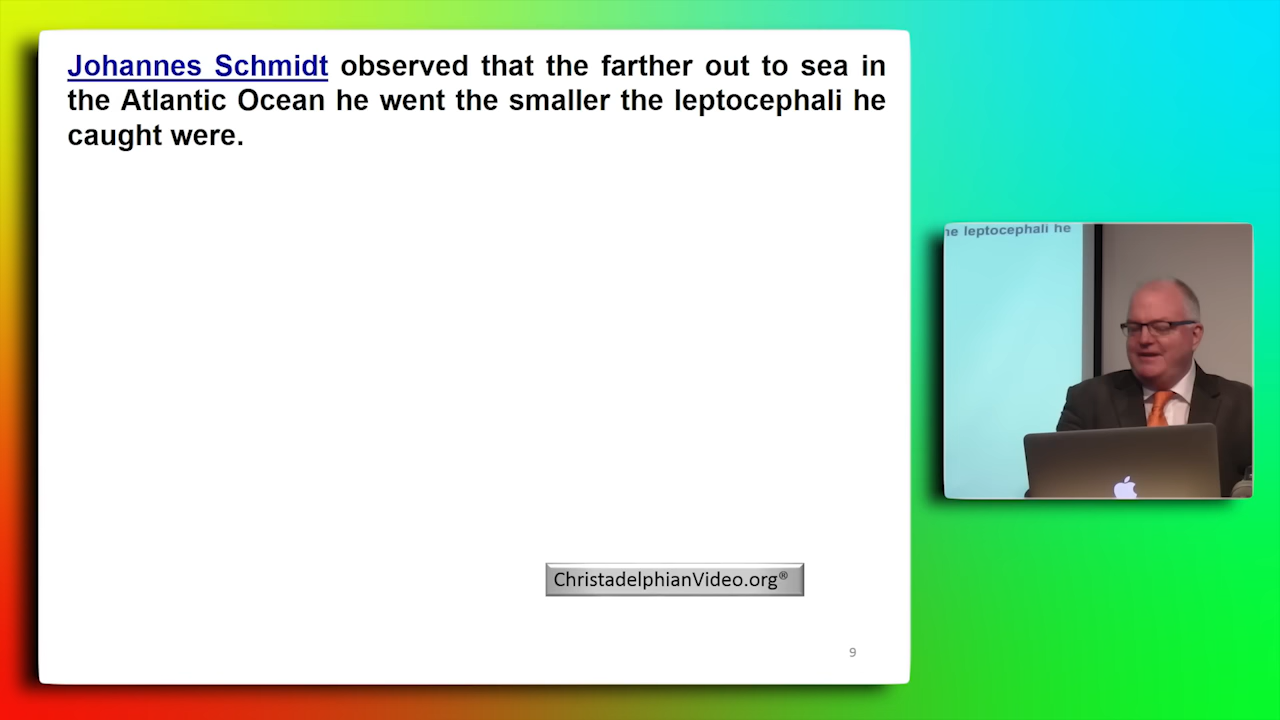 Johannes Schmidt observed that the farther out to sea in
the Atlantic Ocean he went the smaller the leptocephali he
caught were.
he leptocephali he
ChristadelphianVideo.org®
9